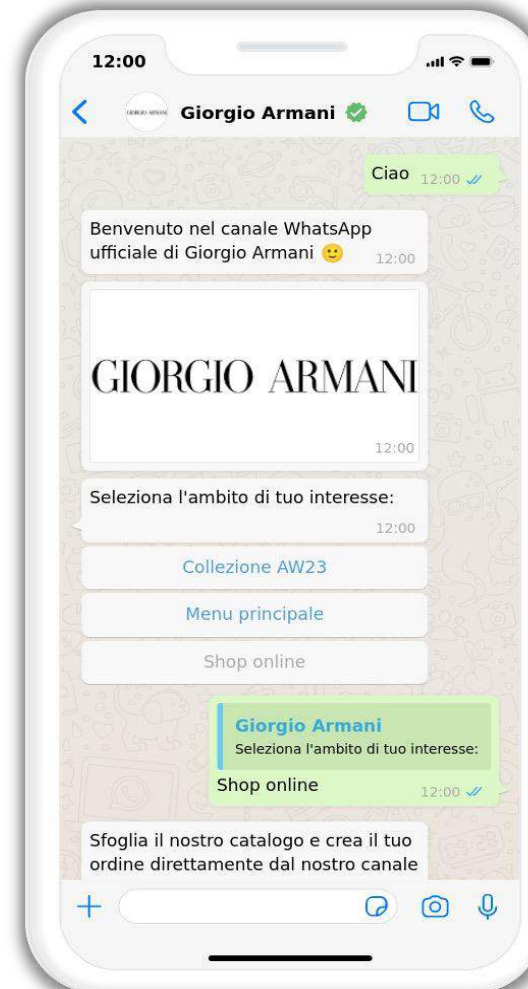 12:00
Giorgio Armani
Ciao 12:00
Benvenuto nel canale WhatsApp
ufficiale di Giorgio Armani 🙂 12:00
GIORGIO ARMANI
12:00
Seleziona l'ambito di tuo interesse:
12:00
Collezione AW23
Menu principale
Shop online
Giorgio Armani
Seleziona l'ambito di tuo interesse:
Shop online 12:00
Sfoglia il nostro catalogo e crea il tuo
ordine direttamente dal nostro canale